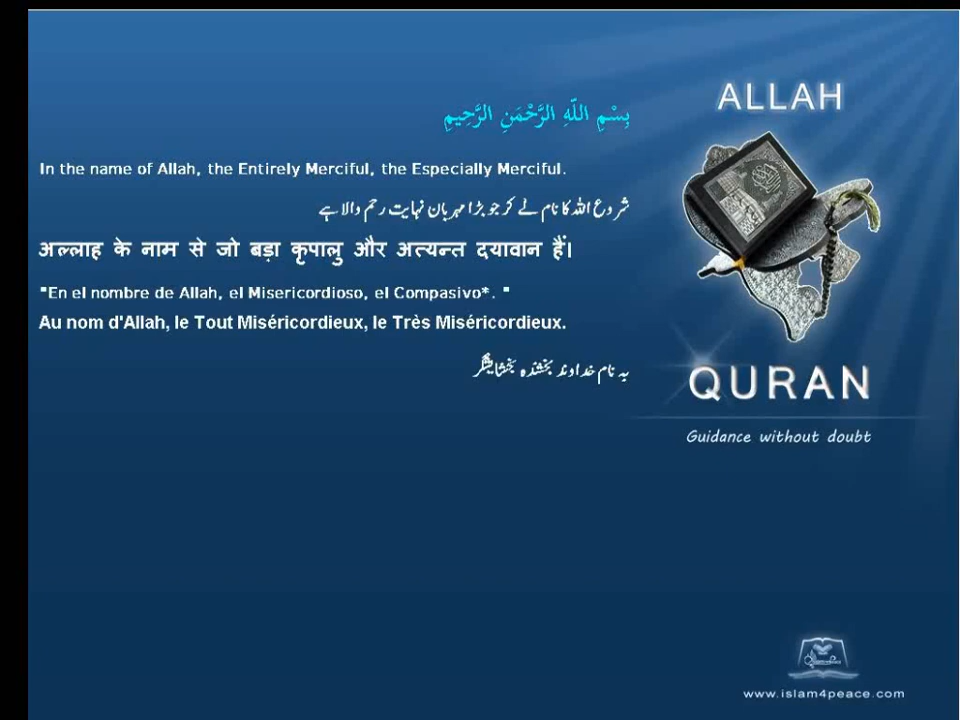 بِسْمِ اللَّهِ الرَّحْمَنِ الرَّحِيمِ
In the name of Allah, the Entirely Merciful, the Especially Merciful.
شروع الله کا نام لے کر جو بڑا مہربان نہایت رحم والا ہے
अल्लाह के नाम से जो बड़ा कृपालु और अत्यन्त दयावान हैं।
"En el nombre de Allah, el Misericordioso, el Compasivo*. "
Au nom d'Allah, le Tout Miséricordieux, le Très Miséricordieux.
به نام خداوند بخشنده بخشایشگر
ALLAH
QURAN
Guidance without doubt
www.islam4peace.com